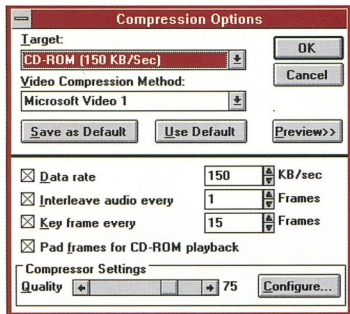 Compression Options
Target:
CD-ROM (150 KB/Sec)
OK
Cancel
Video Compression Method:
Microsoft Video 1
Save as Default
Use Default
Preview>>
Data rate
150
KB/sec
Interleave audio every
1
Frames
Key frame every
15
Frames
Pad frames for CD-ROM playback
Compressor Settings
Quality
75
Configure...